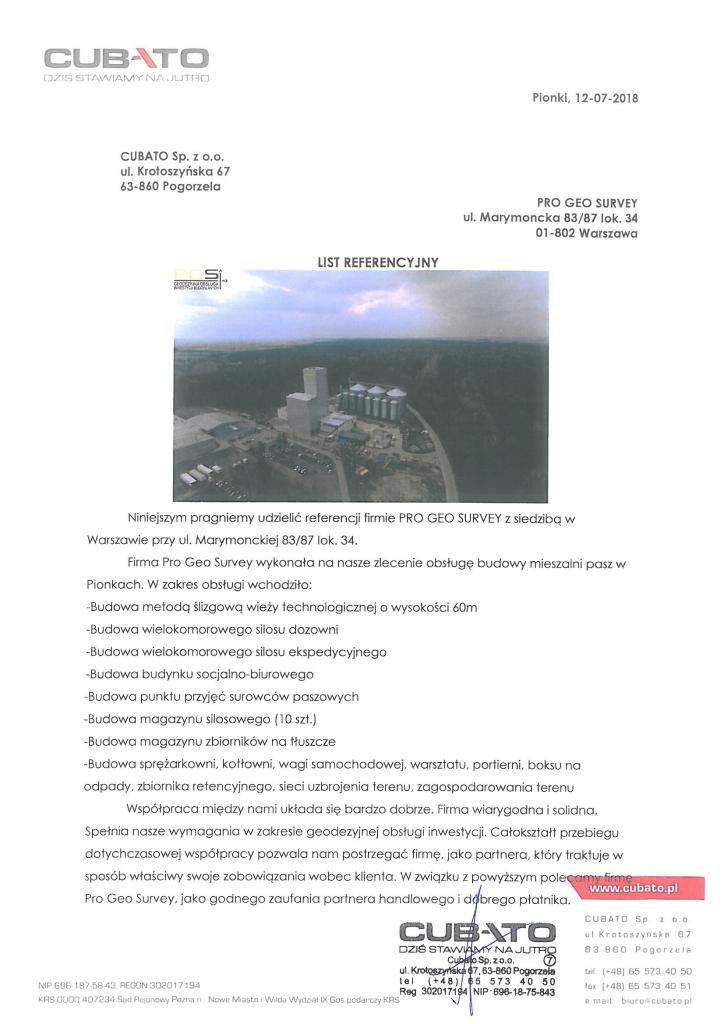 CUBATO
DZIŚ STAWIAMY NA JUTRO
Pionki, 12-07-2018
CUBATO Sp. z o.o.
ul. Krotoszyńska 67
63-860 Pogorzela
PRO GEO SURVEY
ul. Marymoncka 83/87 lok. 34
01-802 Warszawa
LIST REFERENCYJNY
PGS
GEODEZYJNA OBSŁUGA
INWESTYCJI BUDOWLANYCH
Niniejszym pragniemy udzielić referencji firmie PRO GEO SURVEY z siedzibą w
Warszawie przy ul. Marymonckiej 83/87 lok. 34.
Firma Pro Geo Survey wykonała na nasze zlecenie obsługę budowy mieszalni pasz w
Pionkach. W zakres obsługi wchodziło:
-Budowa metodą ślizgową wieży technologicznej o wysokości 60m
-Budowa wielokomorowego silosu dozowni
-Budowa wielokomorowego silosu ekspedycyjnego
-Budowa budynku socjalno-biurowego
-Budowa punktu przyjęć surowców paszowych
-Budowa magazynu silosowego (10 szt.)
-Budowa magazynu zbiorników na tłuszcze
-Budowa sprężarkowni, kotłowni, wagi samochodowej, warsztatu, portierni, boksu na
odpady, zbiornika retencyjnego, sieci uzbrojenia terenu, zagospodarowania terenu
Współpraca między nami układa się bardzo dobrze. Firma wiarygodna i solidna.
Spełnia nasze wymagania w zakresie geodezyjnej obsługi inwestycji. Całokształt przebiegu
dotychczasowej współpracy pozwala nam postrzegać firmę, jako partnera, który traktuje w
sposób właściwy swoje zobowiązania wobec klienta. W związku z powyższym polecamy firmę
Pro Geo Survey, jako godnego zaufania partnera handlowego i dobrego płatnika.
www.cubato.pl
CUBATO Sp. z o.o.
ul. Krotoszyńska 67
63-860 Pogorzela
tel: (+48) 65 573 40 50
fax: (+48) 65 573 40 51
e-mail: biuro@cubato.pl
CUBATO
DZIŚ STAWIAMY NA JUTRO
Cubato Sp. z o.o. 7
ul. Krotoszyńska 67, 63-860 Pogorzela
tel (+48) 65 573 40 50
Reg 302017194 NIP 696-18-75-843
NIP 696-187-58-43, REGON 302017194
KRS 0000 407234 Sąd Rejonowy Poznań - Nowe Miasto i Wilda Wydział IX Gos podarczy KRS